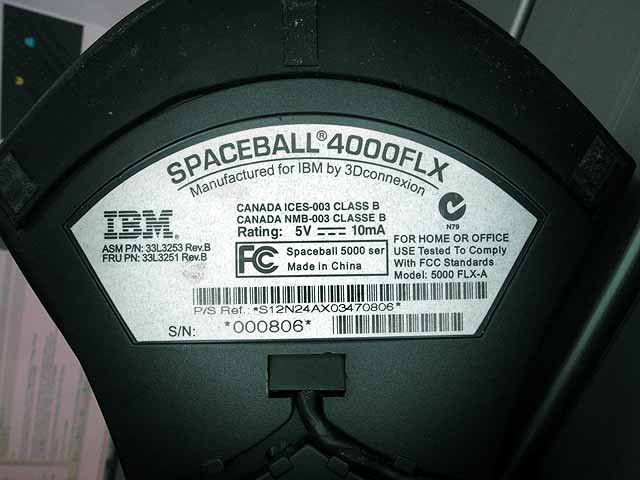 SPACEBALL® 4000FLX
Manufactured for IBM by 3Dconnexion
IBM®
ASM P/N: 33L3253 Rev.B
FRU PN: 33L3251 Rev.B
CANADA ICES-003 CLASS B
CANADA NMB-003 CLASSE B
Rating: 5V 10mA
N79
FC Spaceball 5000 ser
Made in China
FOR HOME OR OFFICE
USE Tested To Comply
With FCC Standards
Model: 5000 FLX-A
P/S Ref.: *S12N24AX03470806*
S/N: *000806*